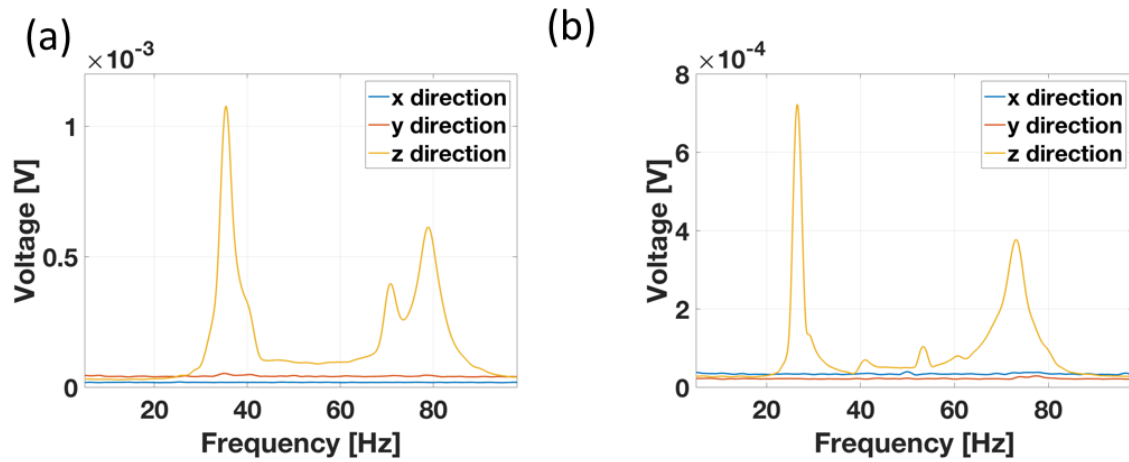 (a)
×10⁻³
x direction
y direction
z direction
1
0.5
0
Voltage [V]
20 40 60 80
Frequency [Hz]
(b)
×10⁻⁴
x direction
y direction
z direction
8
6
4
2
0
Voltage [V]
20 40 60 80
Frequency [Hz]